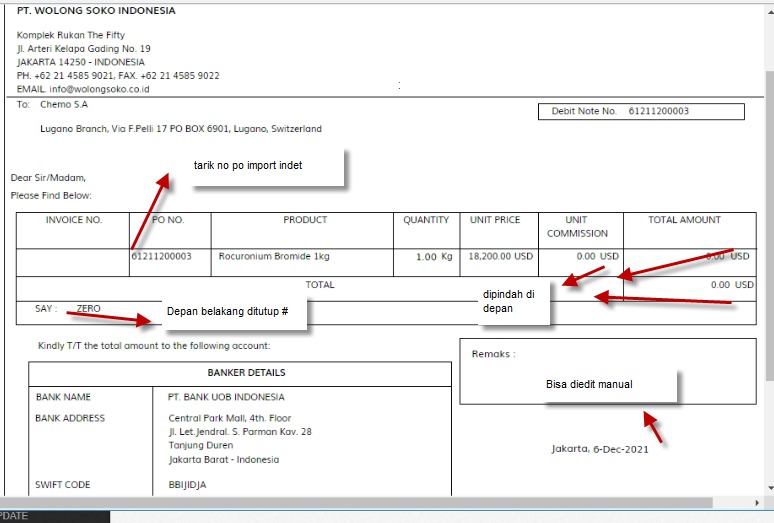 PT. WOLONG SOKO INDONESIA
Komplek Rukan The Fifty
Jl. Arteri Kelapa Gading No. 19
JAKARTA 14250 - INDONESIA
PH. +62 21 4585 9021, FAX. +62 21 4585 9022
EMAIL. info@wolongsoko.co.id
:
To: Chemo S.A
Debit Note No. 61211200003
Lugano Branch, Via F.Pelli 17 PO BOX 6901, Lugano, Switzerland
tarik no po import indet
Dear Sir/Madam,
Please Find Below:
INVOICE NO. PO NO. PRODUCT QUANTITY UNIT PRICE UNIT COMMISSION TOTAL AMOUNT
61211200003 Rocuronium Bromide 1kg 1.00 Kg 18,200.00 USD 0.00 USD 0.00 USD
TOTAL 0.00 USD
dipindah di
depan
SAY : ZERO
Depan belakang ditutup #
Kindly T/T the total amount to the following account:
Remaks :
BANKER DETAILS
Bisa diedit manual
BANK NAME PT. BANK UOB INDONESIA
BANK ADDRESS Central Park Mall, 4th. Floor
Jl. Let.Jendral. S. Parman Kav. 28
Tanjung Duren
Jakarta Barat - Indonesia
Jakarta, 6-Dec-2021
SWIFT CODE BBIJIDJA
PDATE